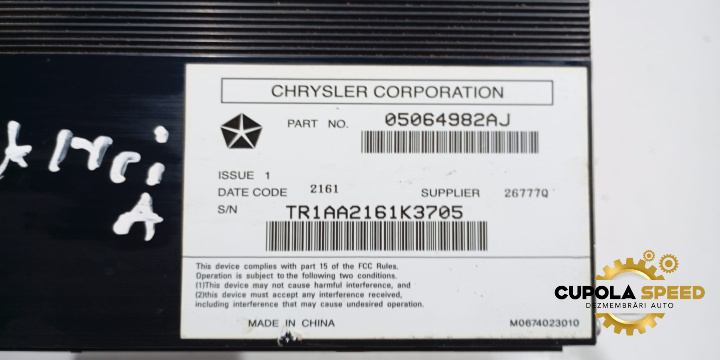 CHRYSLER CORPORATION
PART NO. 05064982AJ
ISSUE 1
DATE CODE 2161 SUPPLIER 26777Q
S/N TR1AA2161K3705
This device complies with part 15 of the FCC Rules.
Operation is subject to the following two conditions.
(1)This device may not cause harmful interference, and
(2)this device must accept any interference received,
including interference that may cause undesired operation.
MADE IN CHINA M0674023010
A
CUPOLA SPEED
DEZMEMBRĂRI AUTO